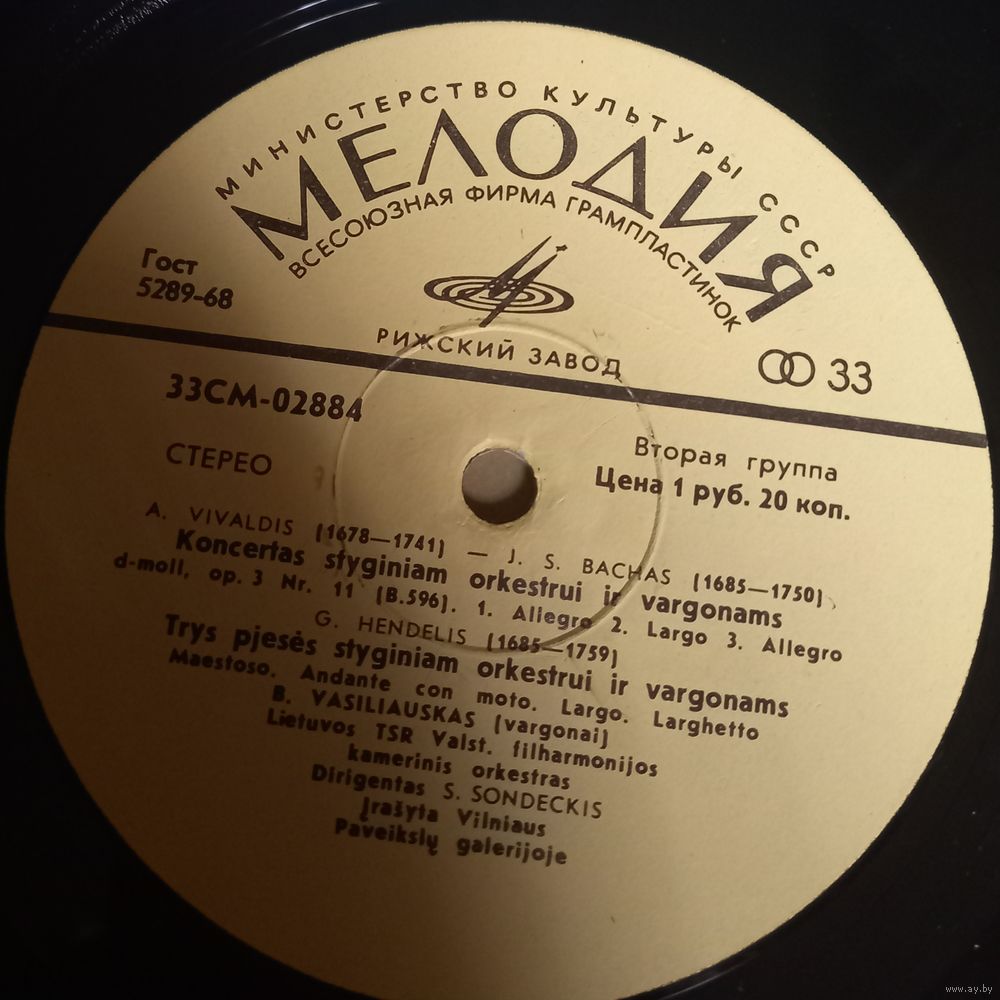 МИНИСТЕРСТВО КУЛЬТУРЫ СССР
МЕЛОДИЯ
ВСЕСОЮЗНАЯ ФИРМА ГРАМПЛАСТИНОК
Гост
5289-68
РИЖСКИЙ ЗАВОД
33
33СМ-02884
СТЕРЕО
Вторая группа
Цена 1 руб. 20 коп.
A. VIVALDIS (1678—1741) — J. S. BACHAS (1685—1750)
Koncertas styginiam orkestrui ir vargonams
d-moll, op. 3 Nr. 11 (B.596). 1. Allegro 2. Largo 3. Allegro
G. HENDELIS (1685—1759)
Trys pjesės styginiam orkestrui ir vargonams
Maestoso. Andante con moto. Largo. Larghetto
B. VASILIAUSKAS (vargonai)
Lietuvos TSR Valst. filharmonijos
kamerinis orkestras
Dirigentas S. SONDECKIS
Įrašyta Vilniaus
Paveikslų galerijoje
www.ay.by